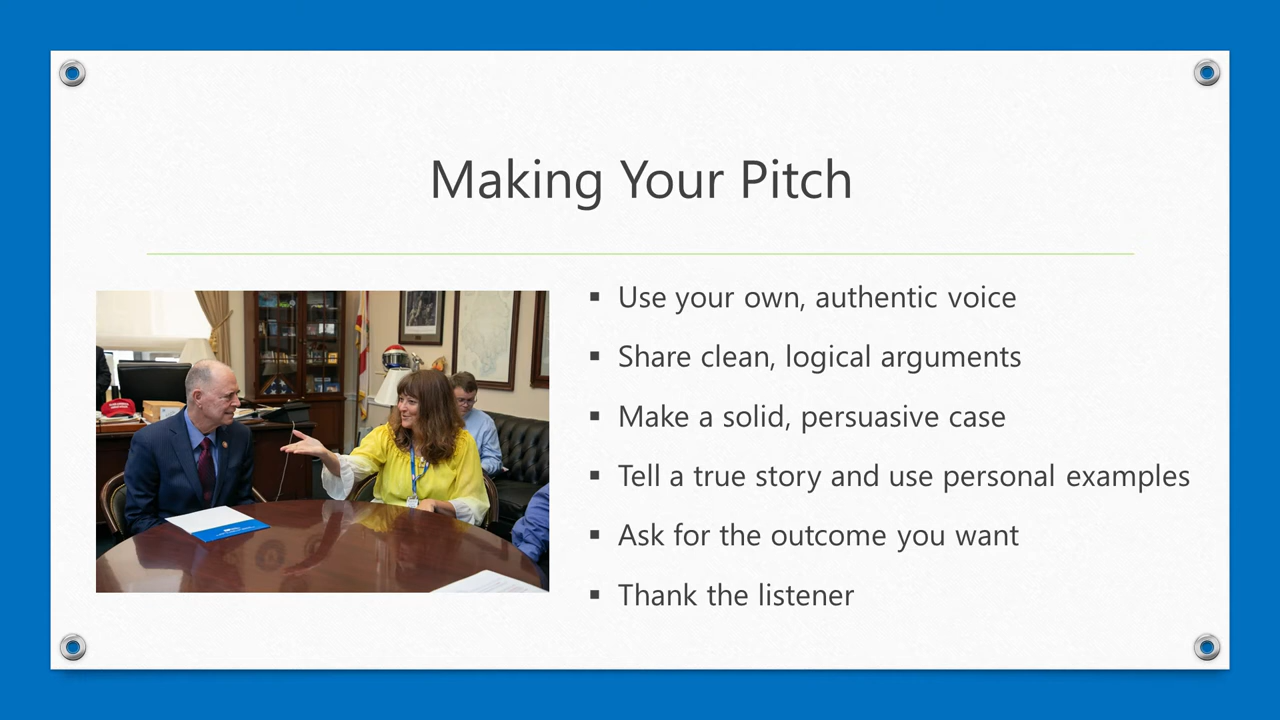 Making Your Pitch
▪ Use your own, authentic voice
▪ Share clean, logical arguments
▪ Make a solid, persuasive case
▪ Tell a true story and use personal examples
▪ Ask for the outcome you want
▪ Thank the listener